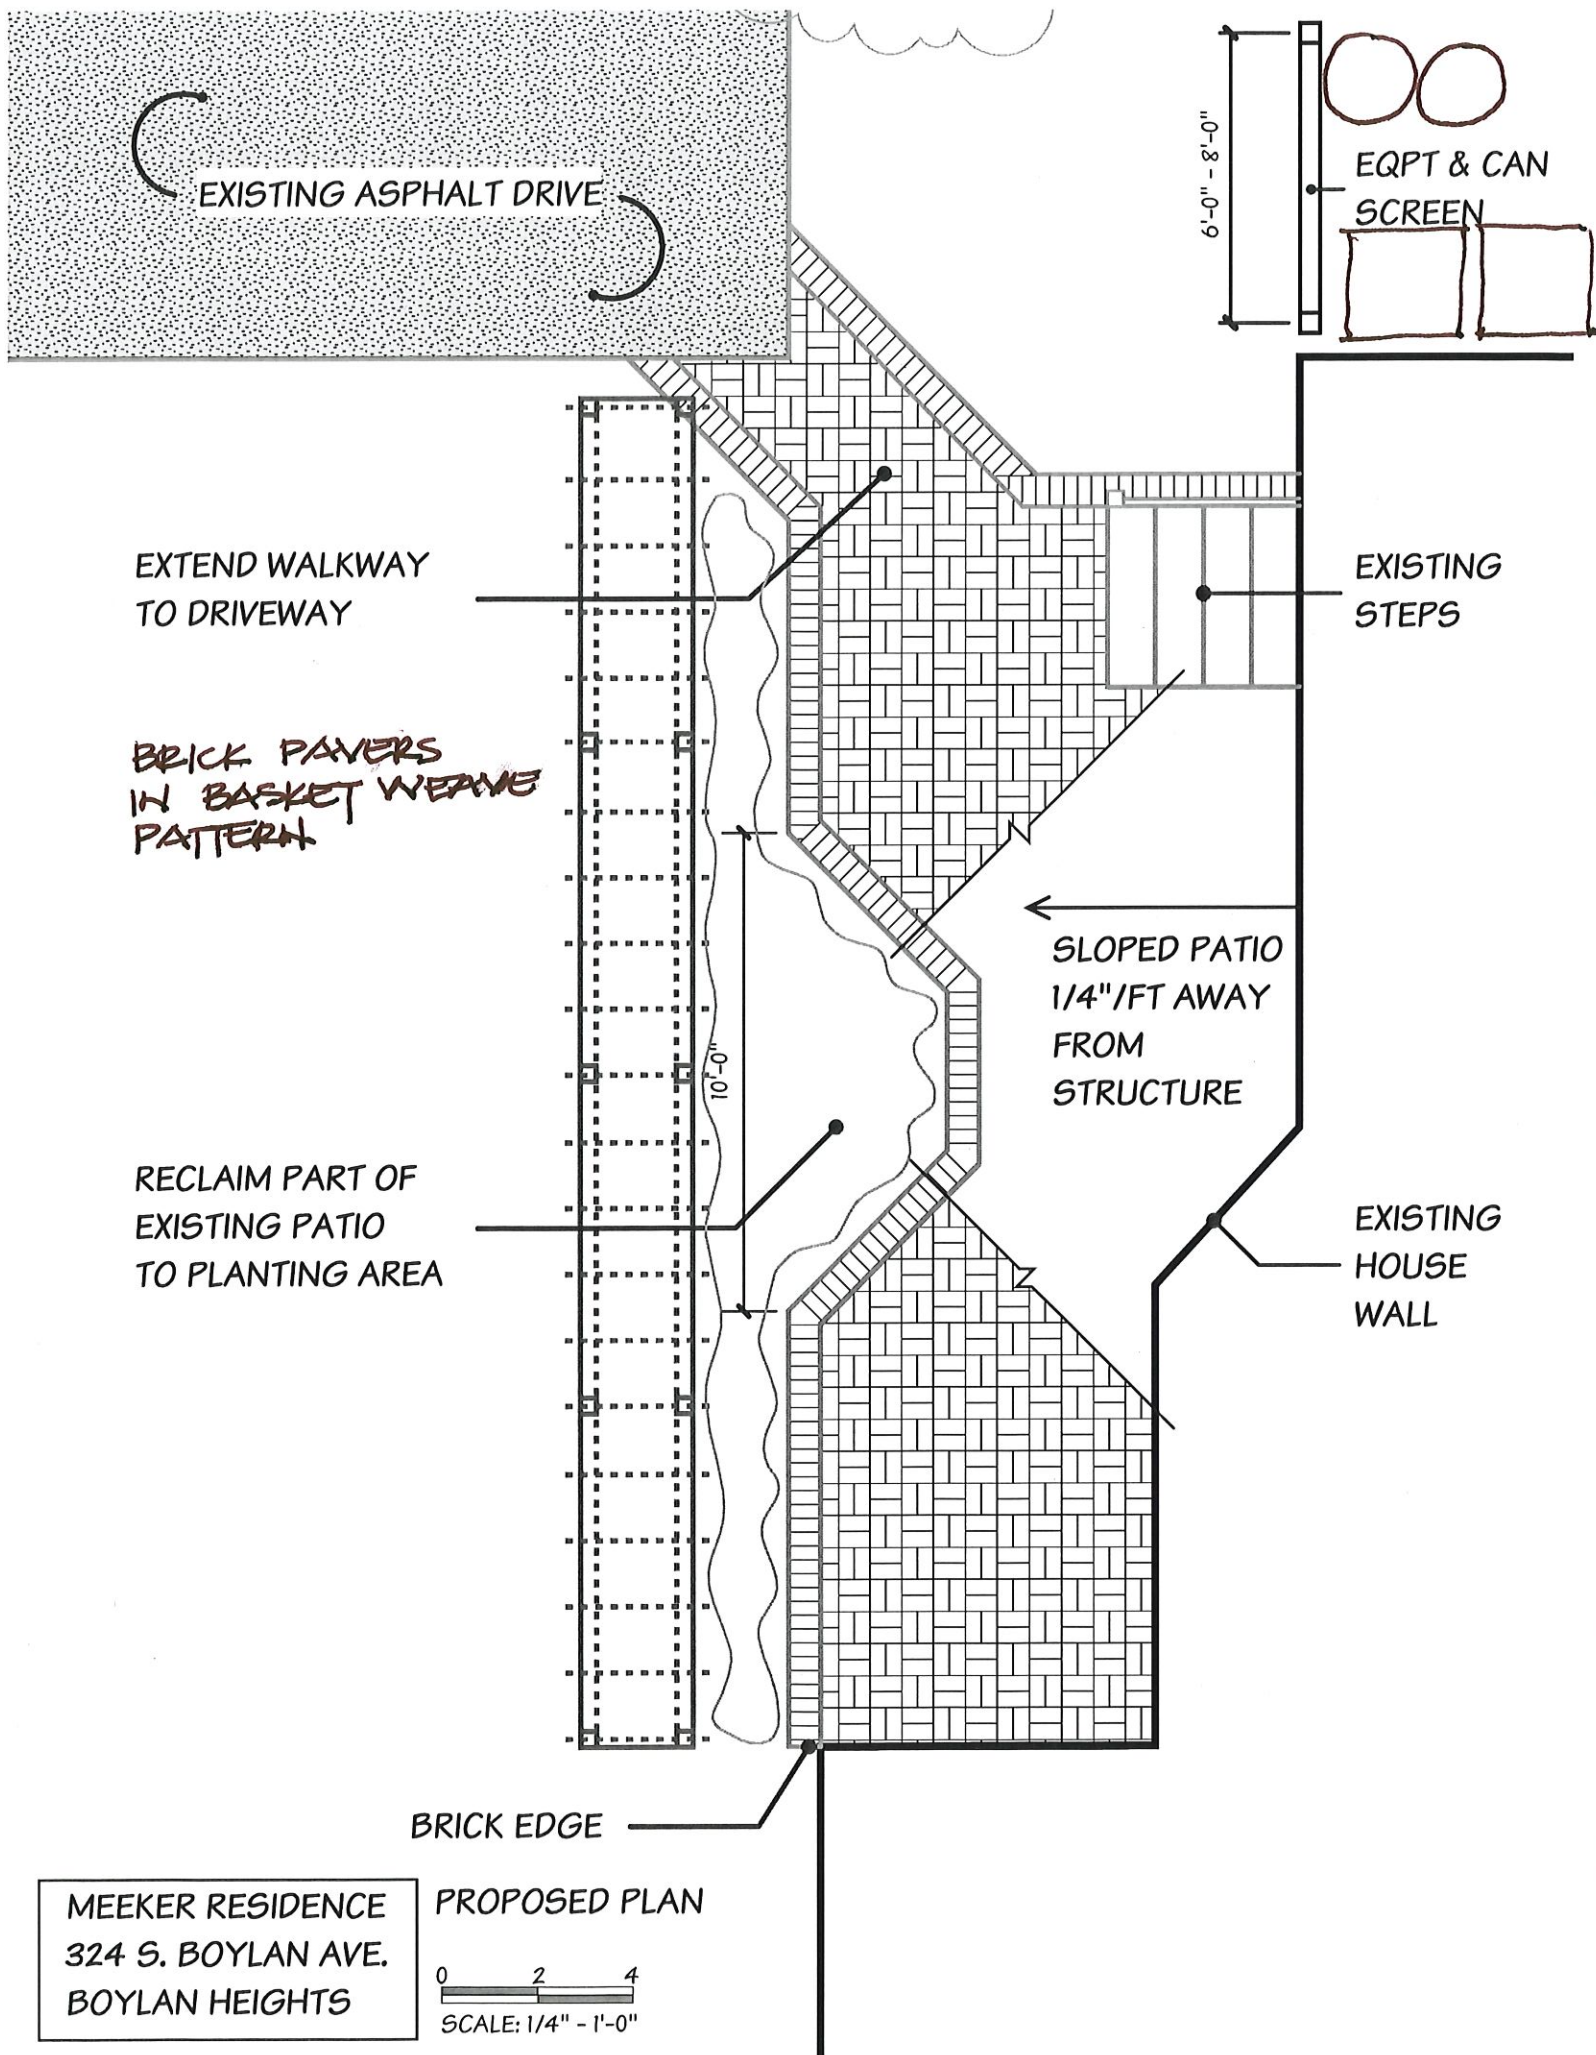 EXISTING ASPHALT DRIVE
6'-0" - 8'-0"
EQPT & CAN
SCREEN
EXTEND WALKWAY
TO DRIVEWAY
EXISTING
STEPS
BRICK PAVERS
IN BASKET WEAVE
PATTERN
SLOPED PATIO
1/4"/FT AWAY
FROM
STRUCTURE
10'-0"
RECLAIM PART OF
EXISTING PATIO
TO PLANTING AREA
EXISTING
HOUSE
WALL
BRICK EDGE
MEEKER RESIDENCE
324 S. BOYLAN AVE.
BOYLAN HEIGHTS
PROPOSED PLAN
0 2 4
SCALE: 1/4" - 1'-0"